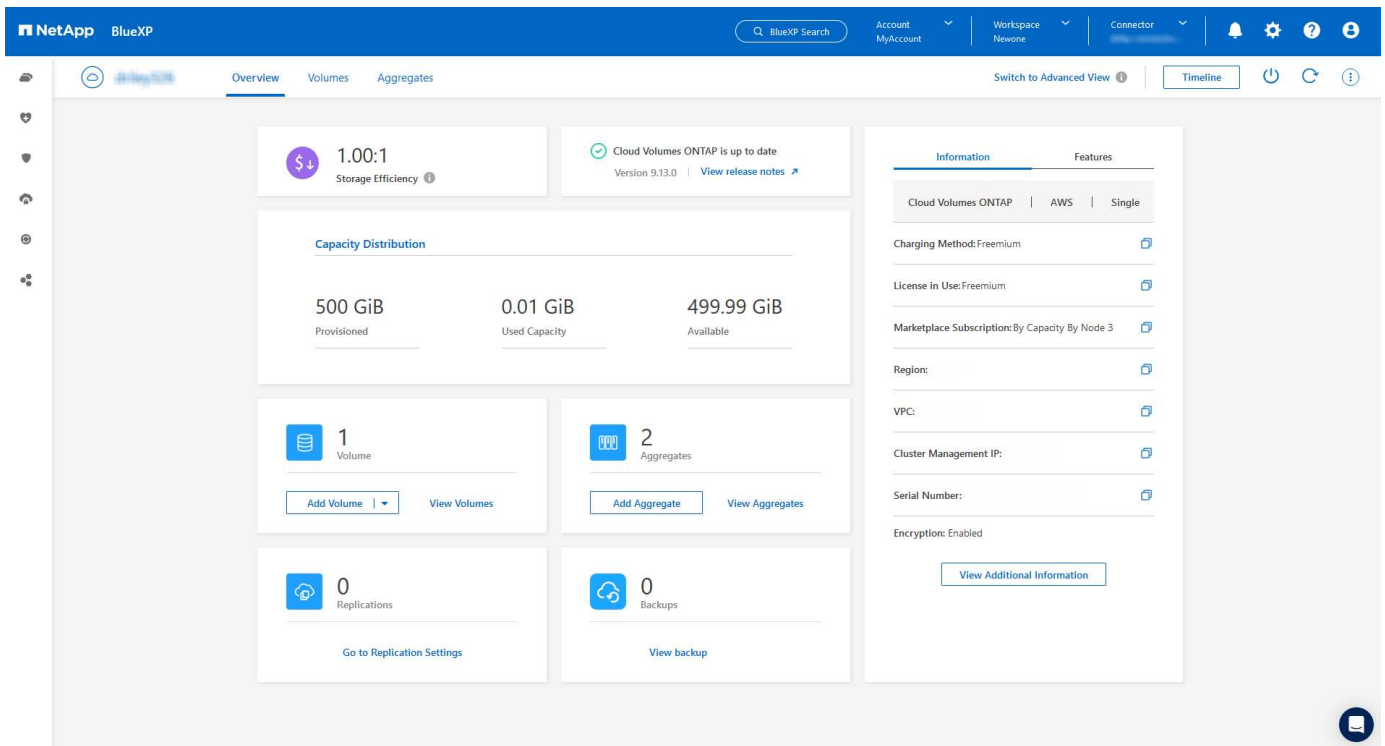 NetApp BlueXP
BlueXP Search
Account
MyAccount
Workspace
Newone
Connector
Overview Volumes Aggregates
Switch to Advanced View
Timeline
1.00:1
Storage Efficiency
Cloud Volumes ONTAP is up to date
Version 9.13.0 | View release notes
Capacity Distribution
500 GiB
Provisioned
0.01 GiB
Used Capacity
499.99 GiB
Available
1
Volume
Add Volume
View Volumes
2
Aggregates
Add Aggregate
View Aggregates
0
Replications
Go to Replication Settings
0
Backups
View backup
Information Features
Cloud Volumes ONTAP | AWS | Single
Charging Method: Freemium
License in Use: Freemium
Marketplace Subscription: By Capacity By Node 3
Region:
VPC:
Cluster Management IP:
Serial Number:
Encryption: Enabled
View Additional Information